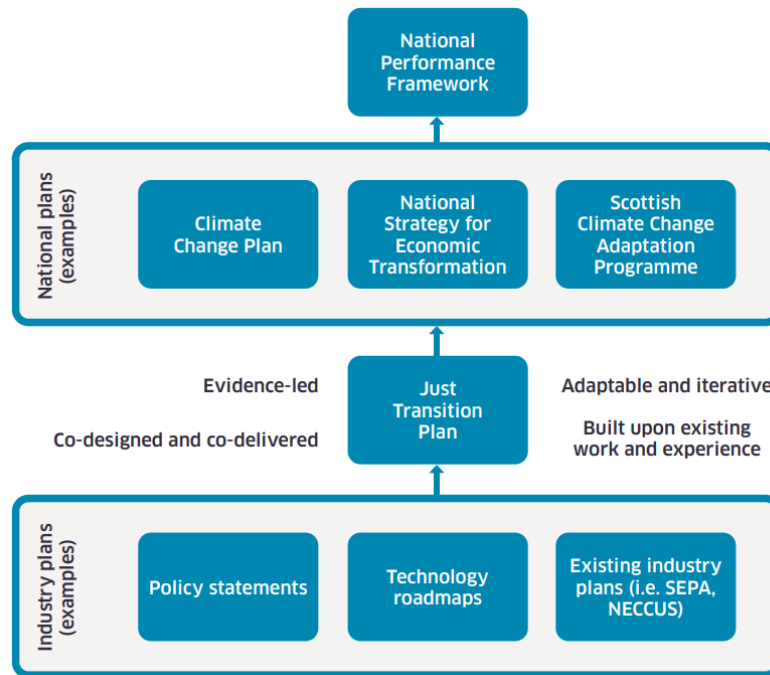 National
Performance
Framework
National plans
(examples)
Climate
Change Plan
National
Strategy for
Economic
Transformation
Scottish
Climate Change
Adaptation
Programme
Evidence-led
Co-designed and co-delivered
Just
Transition
Plan
Adaptable and iterative
Built upon existing
work and experience
Industry plans
(examples)
Policy statements
Technology
roadmaps
Existing industry
plans (i.e. SEPA,
NECCUS)